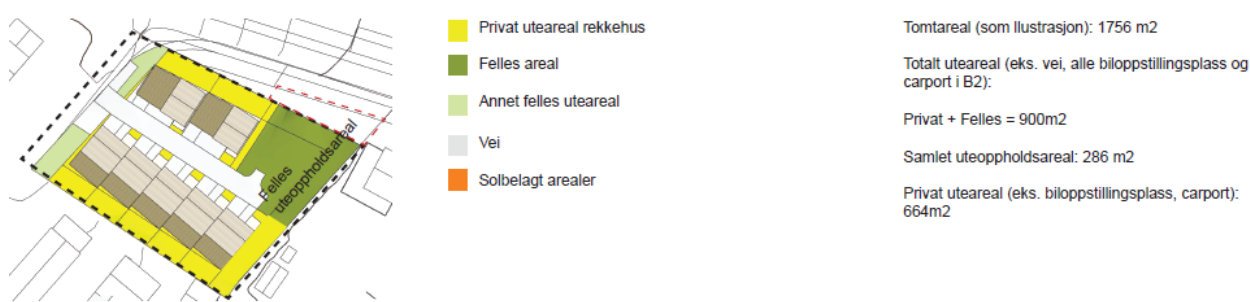 Felles
uteoppholdsareal
Privat uteareal rekkehus
Felles areal
Annet felles uteareal
Vei
Solbelagt arealer
Tomtareal (som Ilustrasjon): 1756 m2
Totalt uteareal (eks. vei, alle biloppstillingsplass og
carport i B2):
Privat + Felles = 900m2
Samlet uteoppholdsareal: 286 m2
Privat uteareal (eks. biloppstillingsplass, carport):
664m2